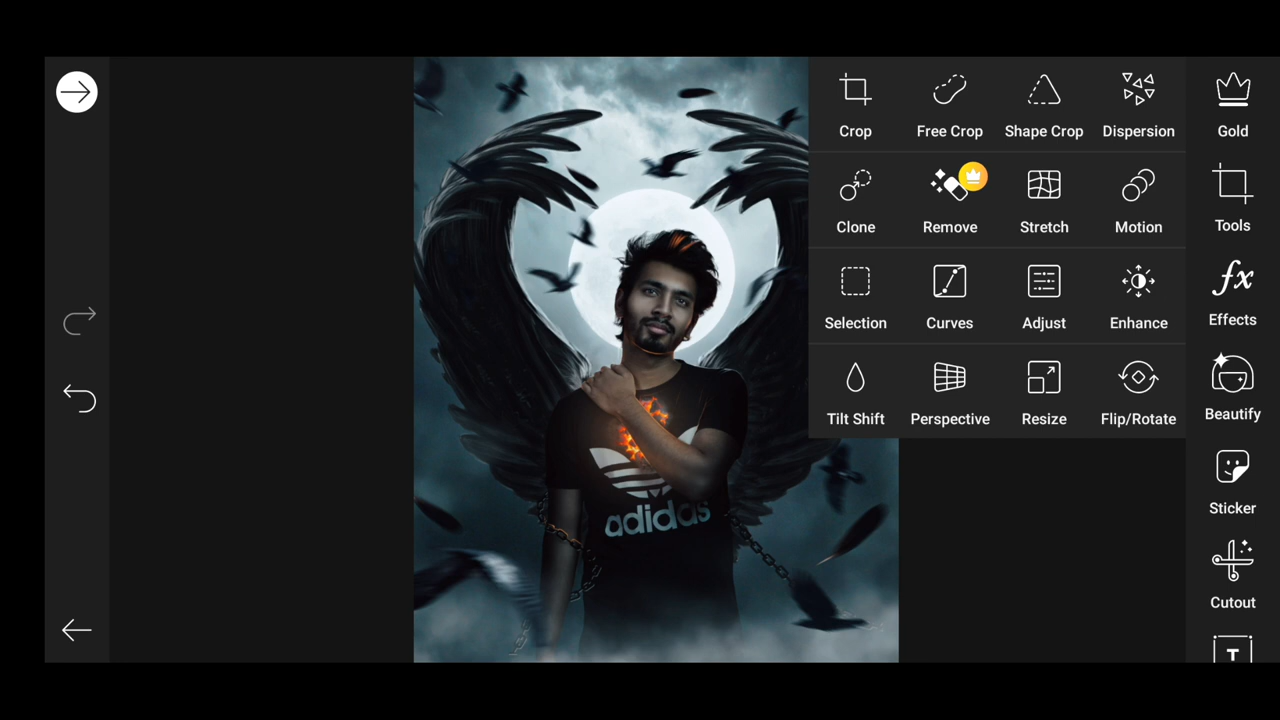 Crop Free Crop Shape Crop Dispersion
Clone Remove Stretch Motion
Selection Curves Adjust Enhance
Tilt Shift Perspective Resize Flip/Rotate
Gold
Tools
fx
Effects
Beautify
Sticker
Cutout
T
adidas